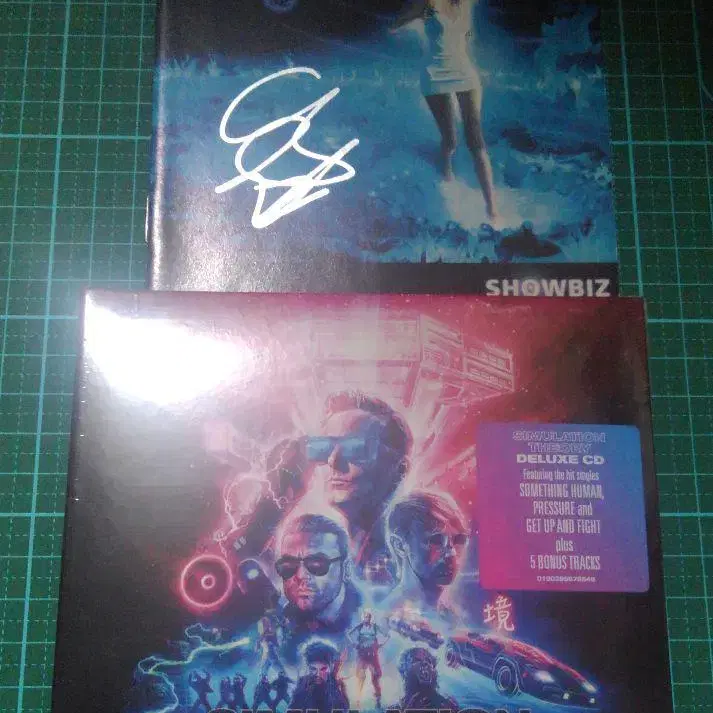 SHOWBIZ
SIMULATION
THEORY
DELUXE CD
Featuring the hit singles
SOMETHING HUMAN,
PRESSURE and
GET UP AND FIGHT
plus
5 BONUS TRACKS
境
SIMULATION